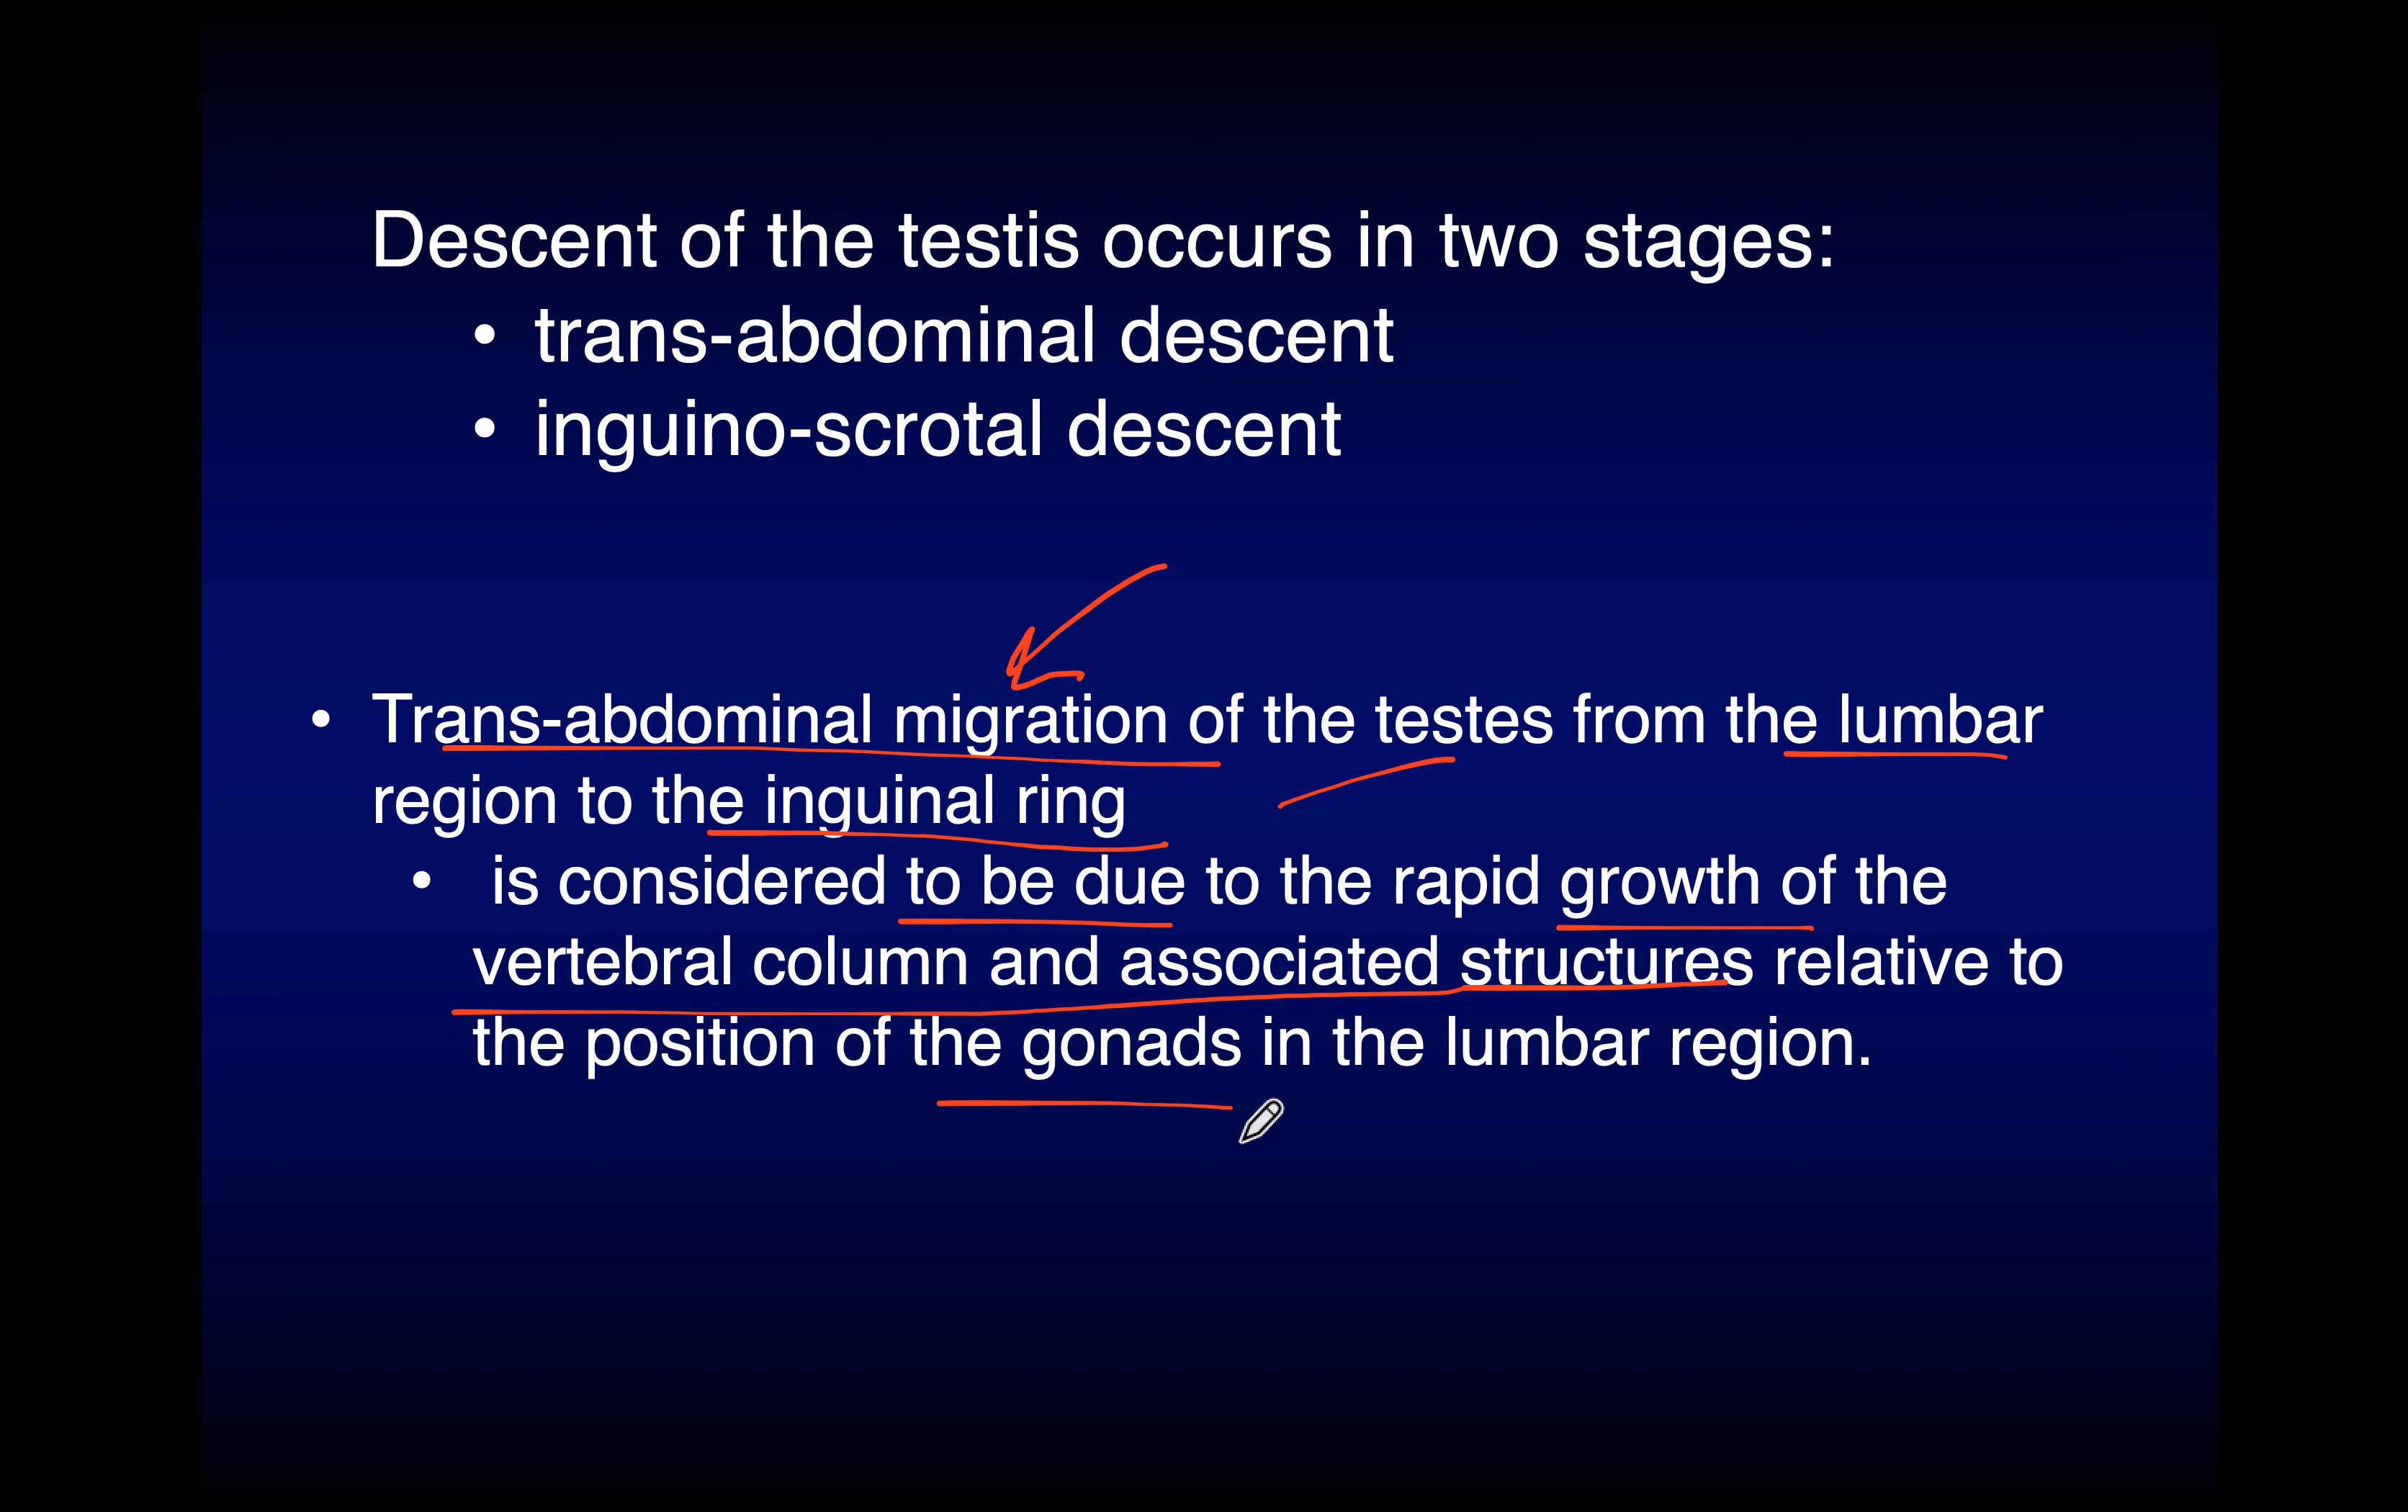 Descent of the testis occurs in two stages:
• trans-abdominal descent
• inguino-scrotal descent
• Trans-abdominal migration of the testes from the lumbar
region to the inguinal ring
• is considered to be due to the rapid growth of the
vertebral column and associated structures relative to
the position of the gonads in the lumbar region.